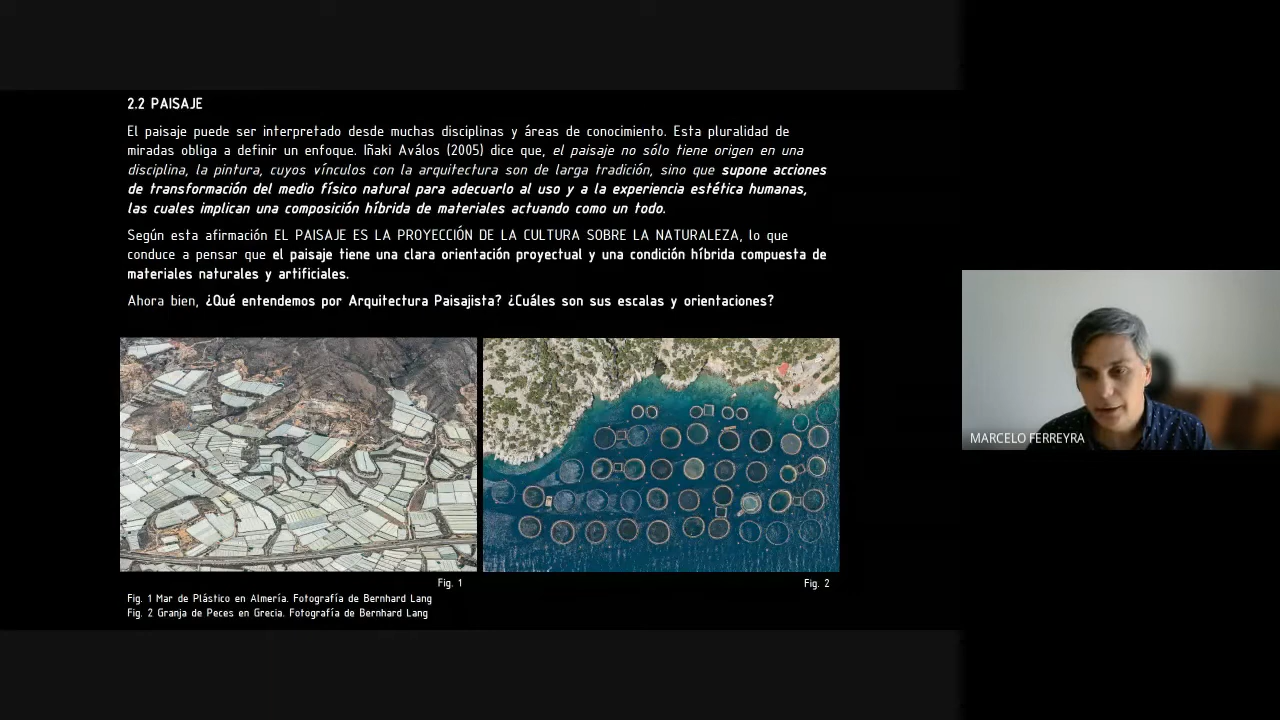 2.2 PAISAJE
El paisaje puede ser interpretado desde muchas disciplinas y áreas de conocimiento. Esta pluralidad de
miradas obliga a definir un enfoque. Iñaki Aválos (2005) dice que, el paisaje no sólo tiene origen en una
disciplina, la pintura, cuyos vínculos con la arquitectura son de larga tradición, sino que supone acciones
de transformación del medio físico natural para adecuarlo al uso y a la experiencia estética humanas,
las cuales implican una composición híbrida de materiales actuando como un todo.
Según esta afirmación EL PAISAJE ES LA PROYECCIÓN DE LA CULTURA SOBRE LA NATURALEZA, lo que
conduce a pensar que el paisaje tiene una clara orientación proyectual y una condición híbrida compuesta de
materiales naturales y artificiales.
Ahora bien, ¿Qué entendemos por Arquitectura Paisajista? ¿Cuáles son sus escalas y orientaciones?
Fig. 1
Fig. 2
Fig. 1 Mar de Plástico en Almería. Fotografía de Bernhard Lang
Fig. 2 Granja de Peces en Grecia. Fotografía de Bernhard Lang
MARCELO FERREYRA